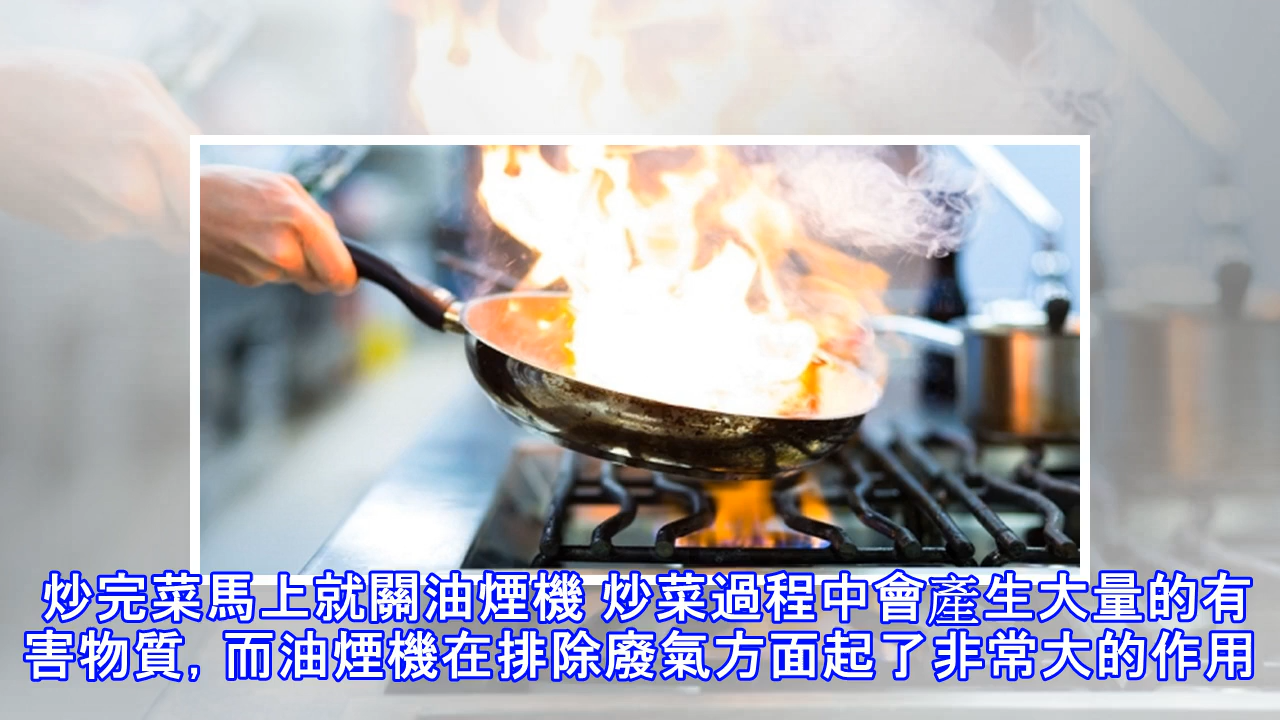 炒完菜馬上就關油煙機 炒菜過程中會產生大量的有
害物質, 而油煙機在排除廢氣方面起了非常大的作用